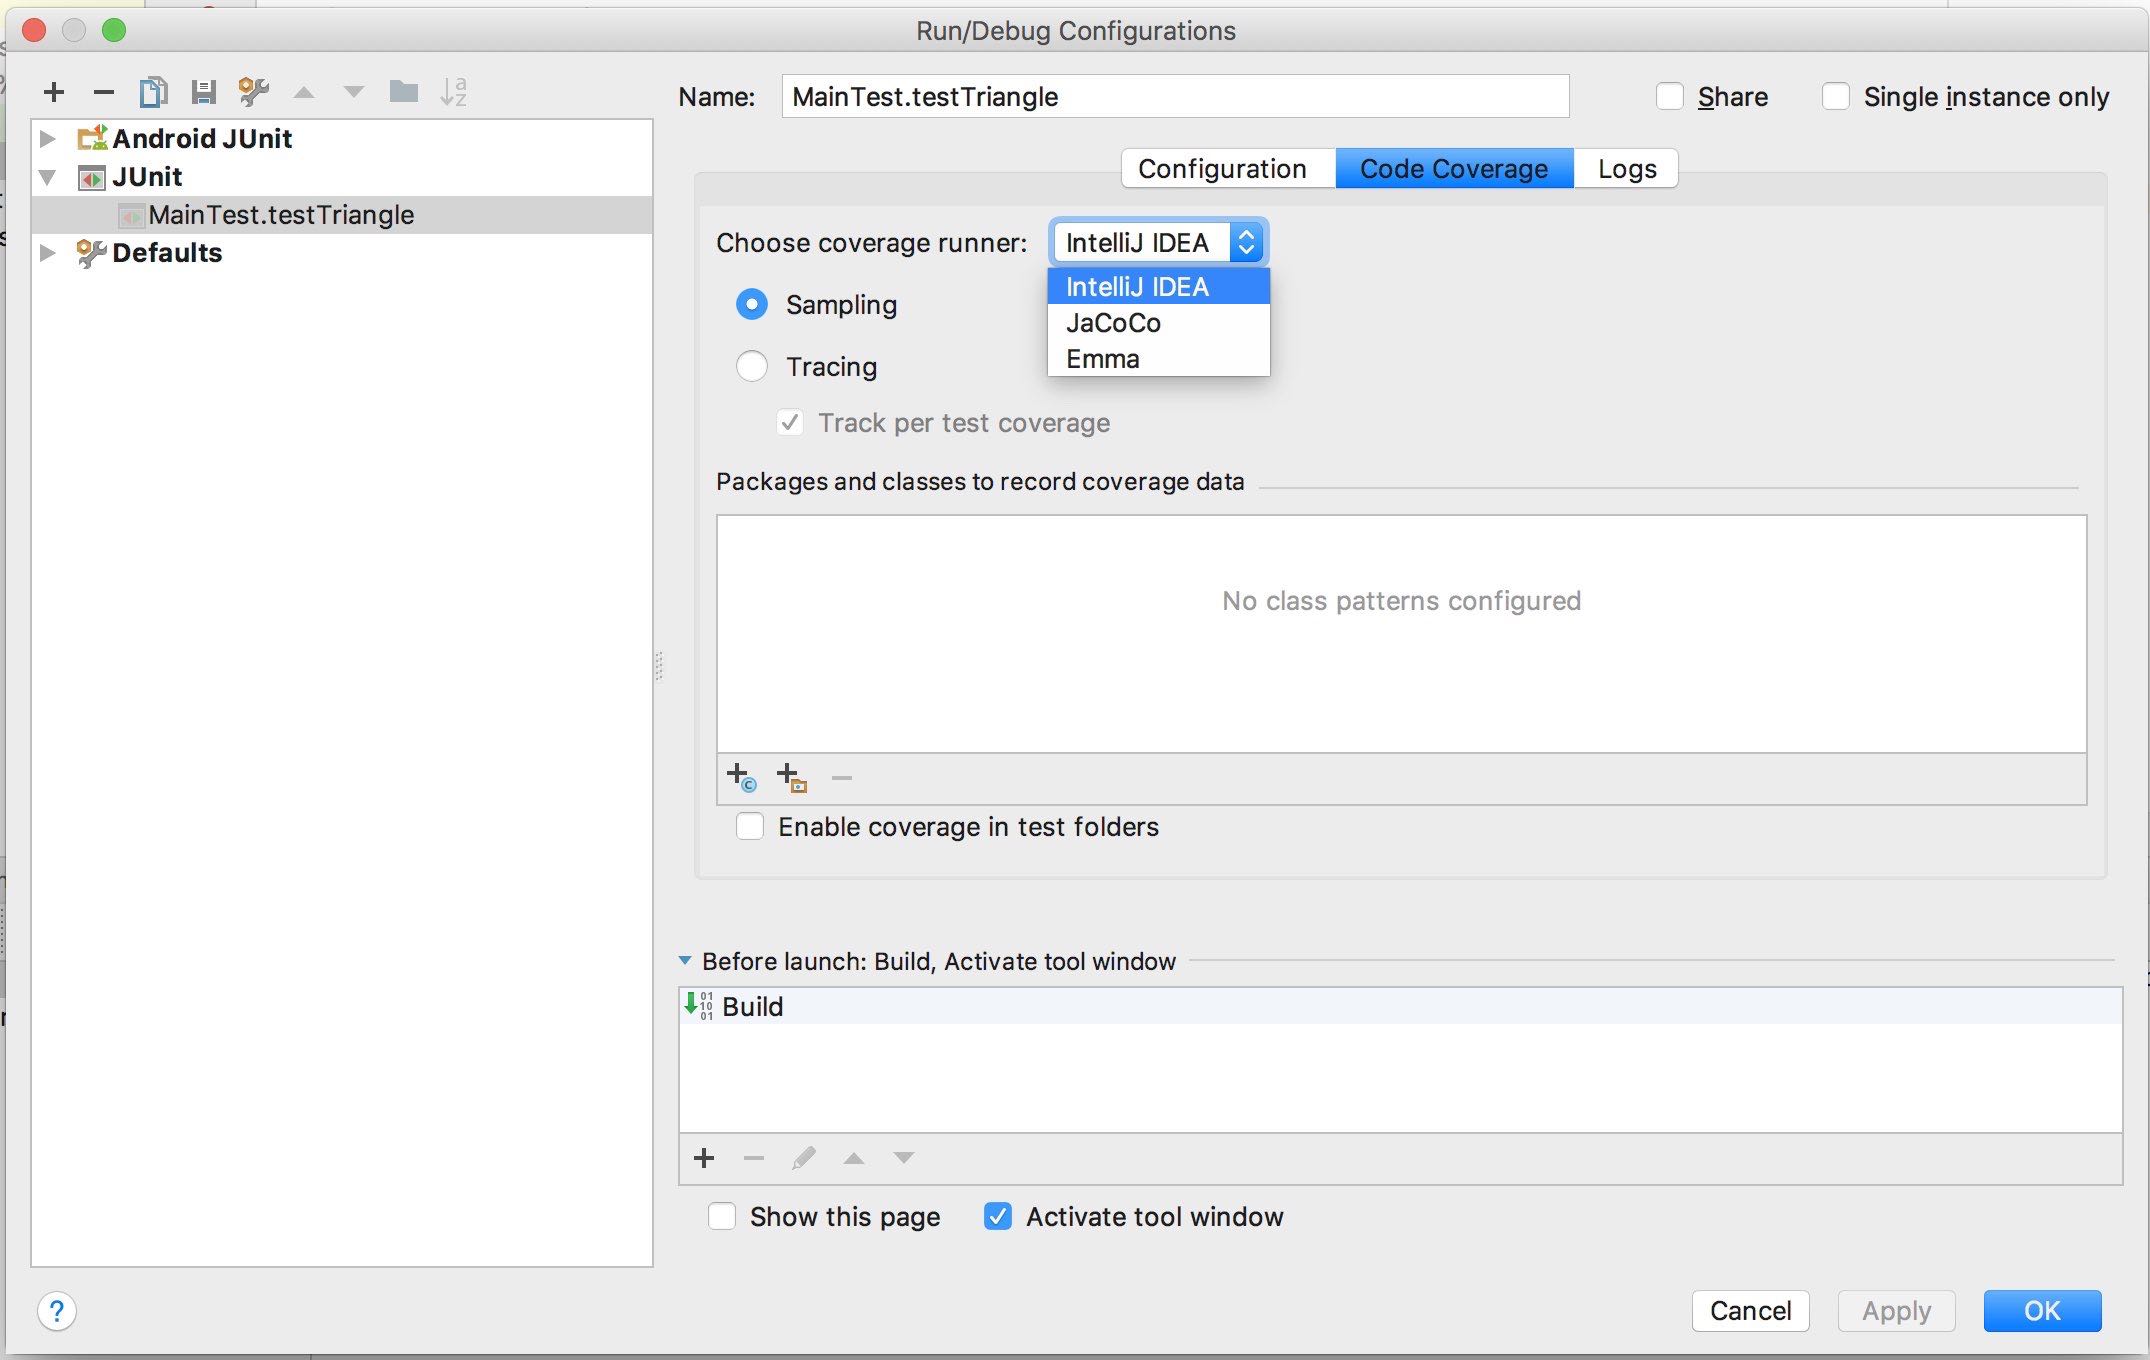 Run/Debug Configurations
Android JUnit
JUnit
MainTest.testTriangle
Defaults
Name: MainTest.testTriangle Share Single instance only
Configuration Code Coverage Logs
Choose coverage runner: IntelliJ IDEA
IntelliJ IDEA
JaCoCo
Emma
Sampling
Tracing
Track per test coverage
Packages and classes to record coverage data
No class patterns configured
Enable coverage in test folders
Before launch: Build, Activate tool window
Build
Show this page Activate tool window
? Cancel Apply OK